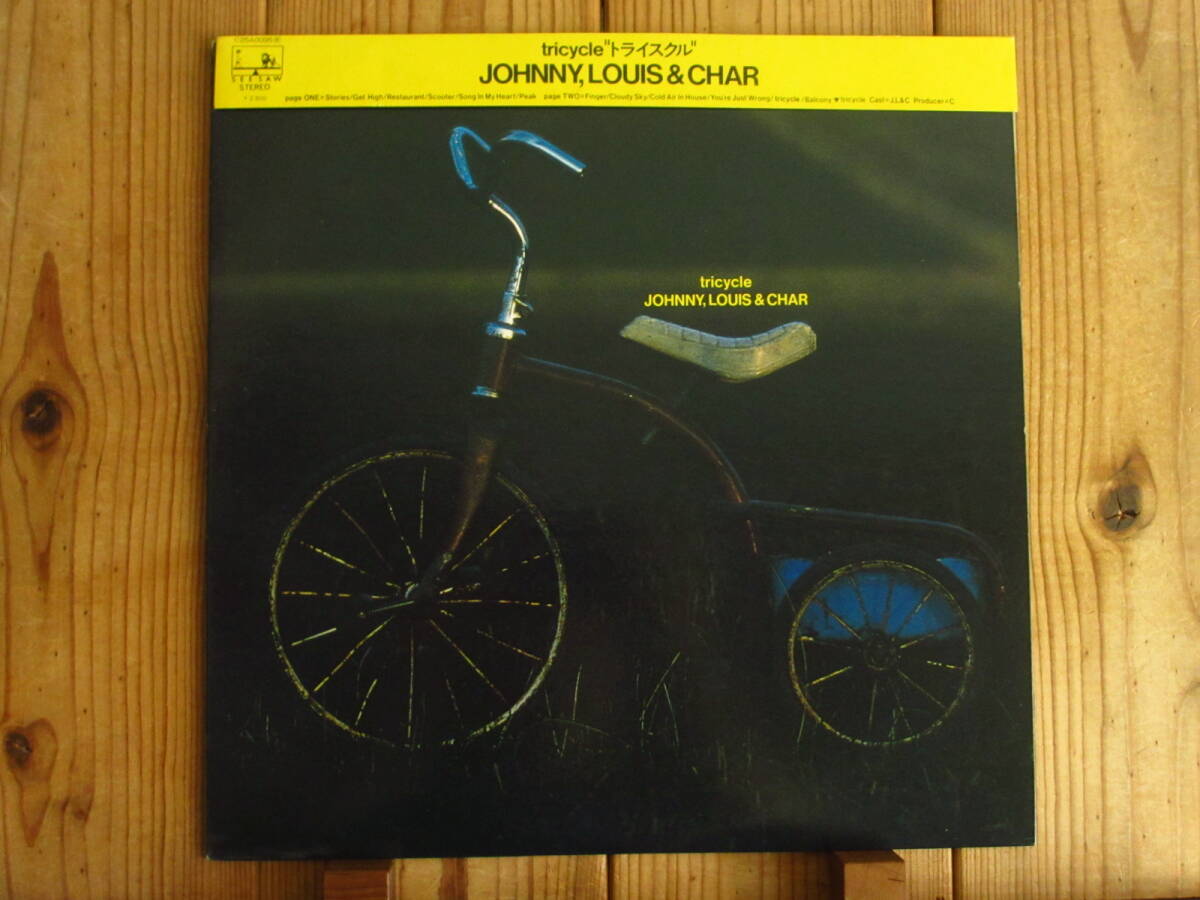 C25A0095
tricycle"トライスクル"
JOHNNY, LOUIS & CHAR
SEESAW
STEREO
page ONE=Stories/Get High/Restaurant/Scooter/Song In My Heart/Peak page TWO=Finger/Cloudy Sky/Cold Air In House/You're Just Wrong/tricycle/Balcony ▼tricycle Cast=J.L&C Producer=C
tricycle
JOHNNY, LOUIS & CHAR